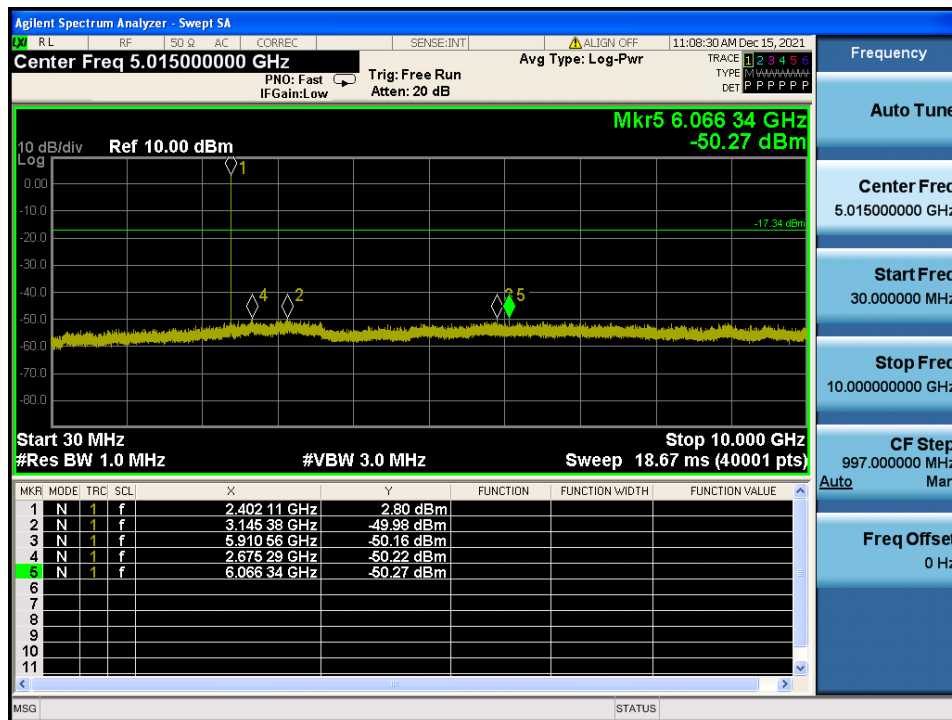 Agilent Spectrum Analyzer - Swept SA
LXI RL RF 50 Ω AC CORREC SENSE:INT ALIGN OFF 11:08:30 AM Dec 15, 2021
Center Freq 5.015000000 GHz
PNO: Fast
IFGain:Low
Trig: Free Run
Atten: 20 dB
Avg Type: Log-Pwr
TRACE 1 2 3 4 5 6
TYPE M WWWWW
DET P P P P P P
Mkr5 6.066 34 GHz
-50.27 dBm
10 dB/div Ref 10.00 dBm
Log
1
0.00
-10.0
-17.34 dBm
-20.0
-30.0
-40.0
4 2 5
-50.0
-60.0
-70.0
-80.0
Start 30 MHz Stop 10.000 GHz
#Res BW 1.0 MHz #VBW 3.0 MHz Sweep 18.67 ms (40001 pts)
MKR MODE TRC SCL X Y FUNCTION FUNCTION WIDTH FUNCTION VALUE
1 N 1 f 2.402 11 GHz 2.80 dBm
2 N 1 f 3.145 38 GHz -49.98 dBm
3 N 1 f 5.910 56 GHz -50.16 dBm
4 N 1 f 2.675 29 GHz -50.22 dBm
5 N 1 f 6.066 34 GHz -50.27 dBm
6
7
8
9
10
11
MSG STATUS
Frequency
Auto Tune
Center Freq
5.015000000 GHz
Start Freq
30.000000 MHz
Stop Freq
10.000000000 GHz
CF Step
997.000000 MHz
Auto Man
Freq Offset
0 Hz